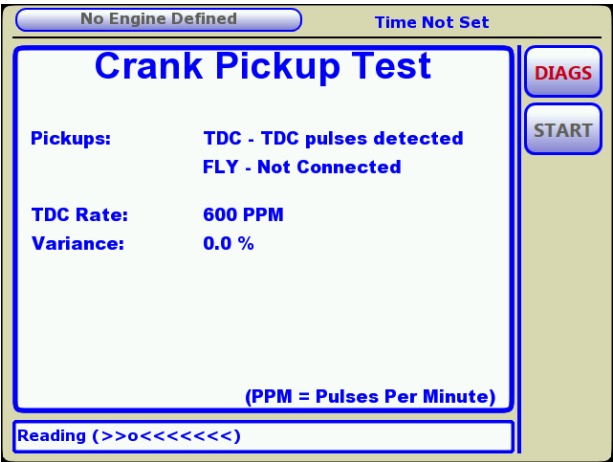 No Engine Defined
Time Not Set
Crank Pickup Test
DIAGS
START
Pickups: TDC - TDC pulses detected
FLY - Not Connected
TDC Rate: 600 PPM
Variance: 0.0 %
(PPM = Pulses Per Minute)
Reading (>>o<<<<<<<)